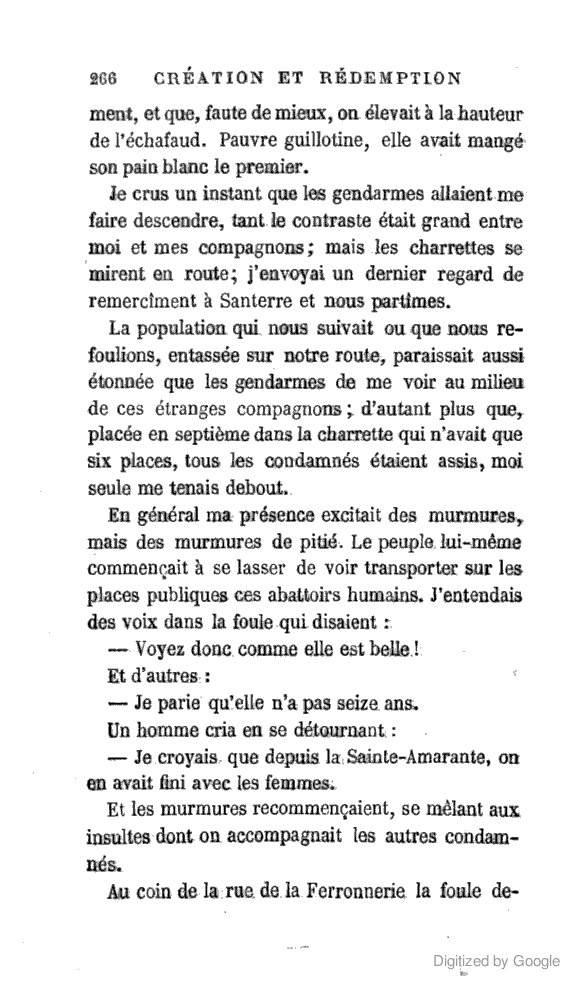 266 CRÉATION ET RÉDEMPTION
ment, et que, faute de mieux, on élevait à la hauteur
de l'échafaud. Pauvre guillotine, elle avait mangé
son pain blanc le premier.
Je crus un instant que les gendarmes allaient me
faire descendre, tant le contraste était grand entre
moi et mes compagnons; mais les charrettes se
mirent en route; j'envoyai un dernier regard de
remercîment à Santerre et nous partîmes.
La population qui nous suivait ou que nous re-
foulions, entassée sur notre route, paraissait aussi
étonnée que les gendarmes de me voir au milieu
de ces étranges compagnons; d'autant plus que,
placée en septième dans la charrette qui n'avait que
six places, tous les condamnés étaient assis, moi
seule me tenais debout.
En général ma présence excitait des murmures,
mais des murmures de pitié. Le peuple lui-même
commençait à se lasser de voir transporter sur les
places publiques ces abattoirs humains. J'entendais
des voix dans la foule qui disaient :
— Voyez donc comme elle est belle !
Et d'autres :
— Je parie qu'elle n'a pas seize ans.
Un homme cria en se détournant :
— Je croyais que depuis la Sainte-Amarante, on
en avait fini avec les femmes.
Et les murmures recommençaient, se mêlant aux
insultes dont on accompagnait les autres condam-
nés.
Au coin de la rue de la Ferronnerie la foule de-
Digitized by Google